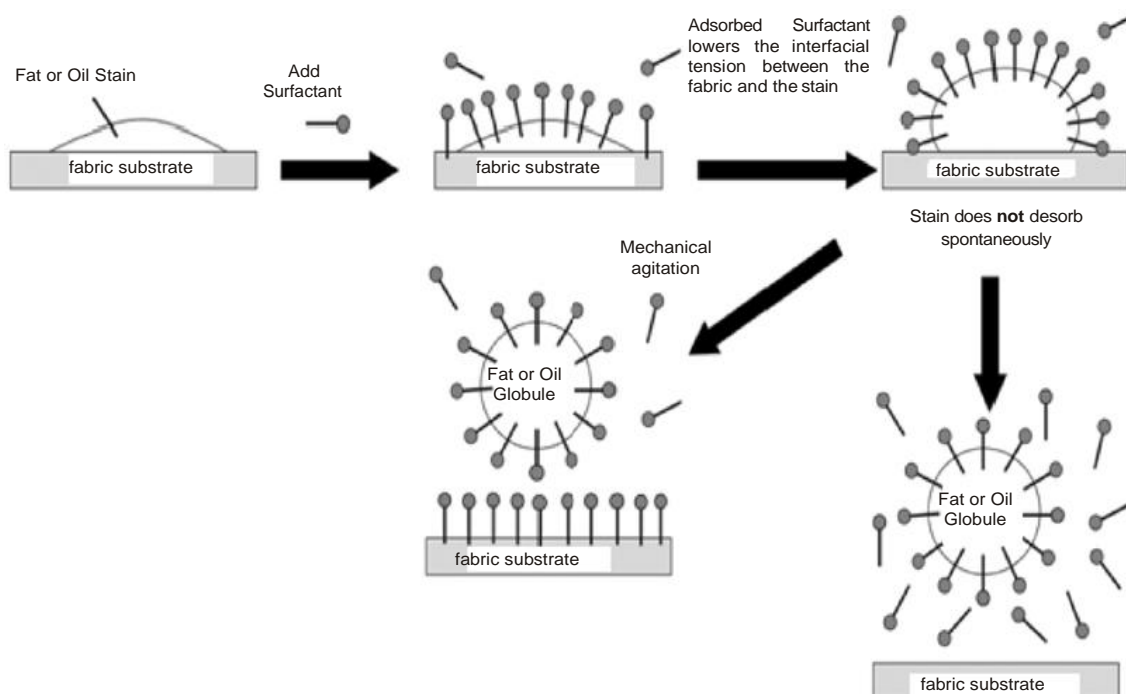 Fat or Oil Stain
fabric substrate
Add
Surfactant
fabric substrate
Adsorbed Surfactant
lowers the interfacial
tension between the
fabric and the stain
fabric substrate
Stain does not desorb
spontaneously
Mechanical
agitation
Fat or Oil
Globule
fabric substrate
Fat or Oil
Globule
fabric substrate